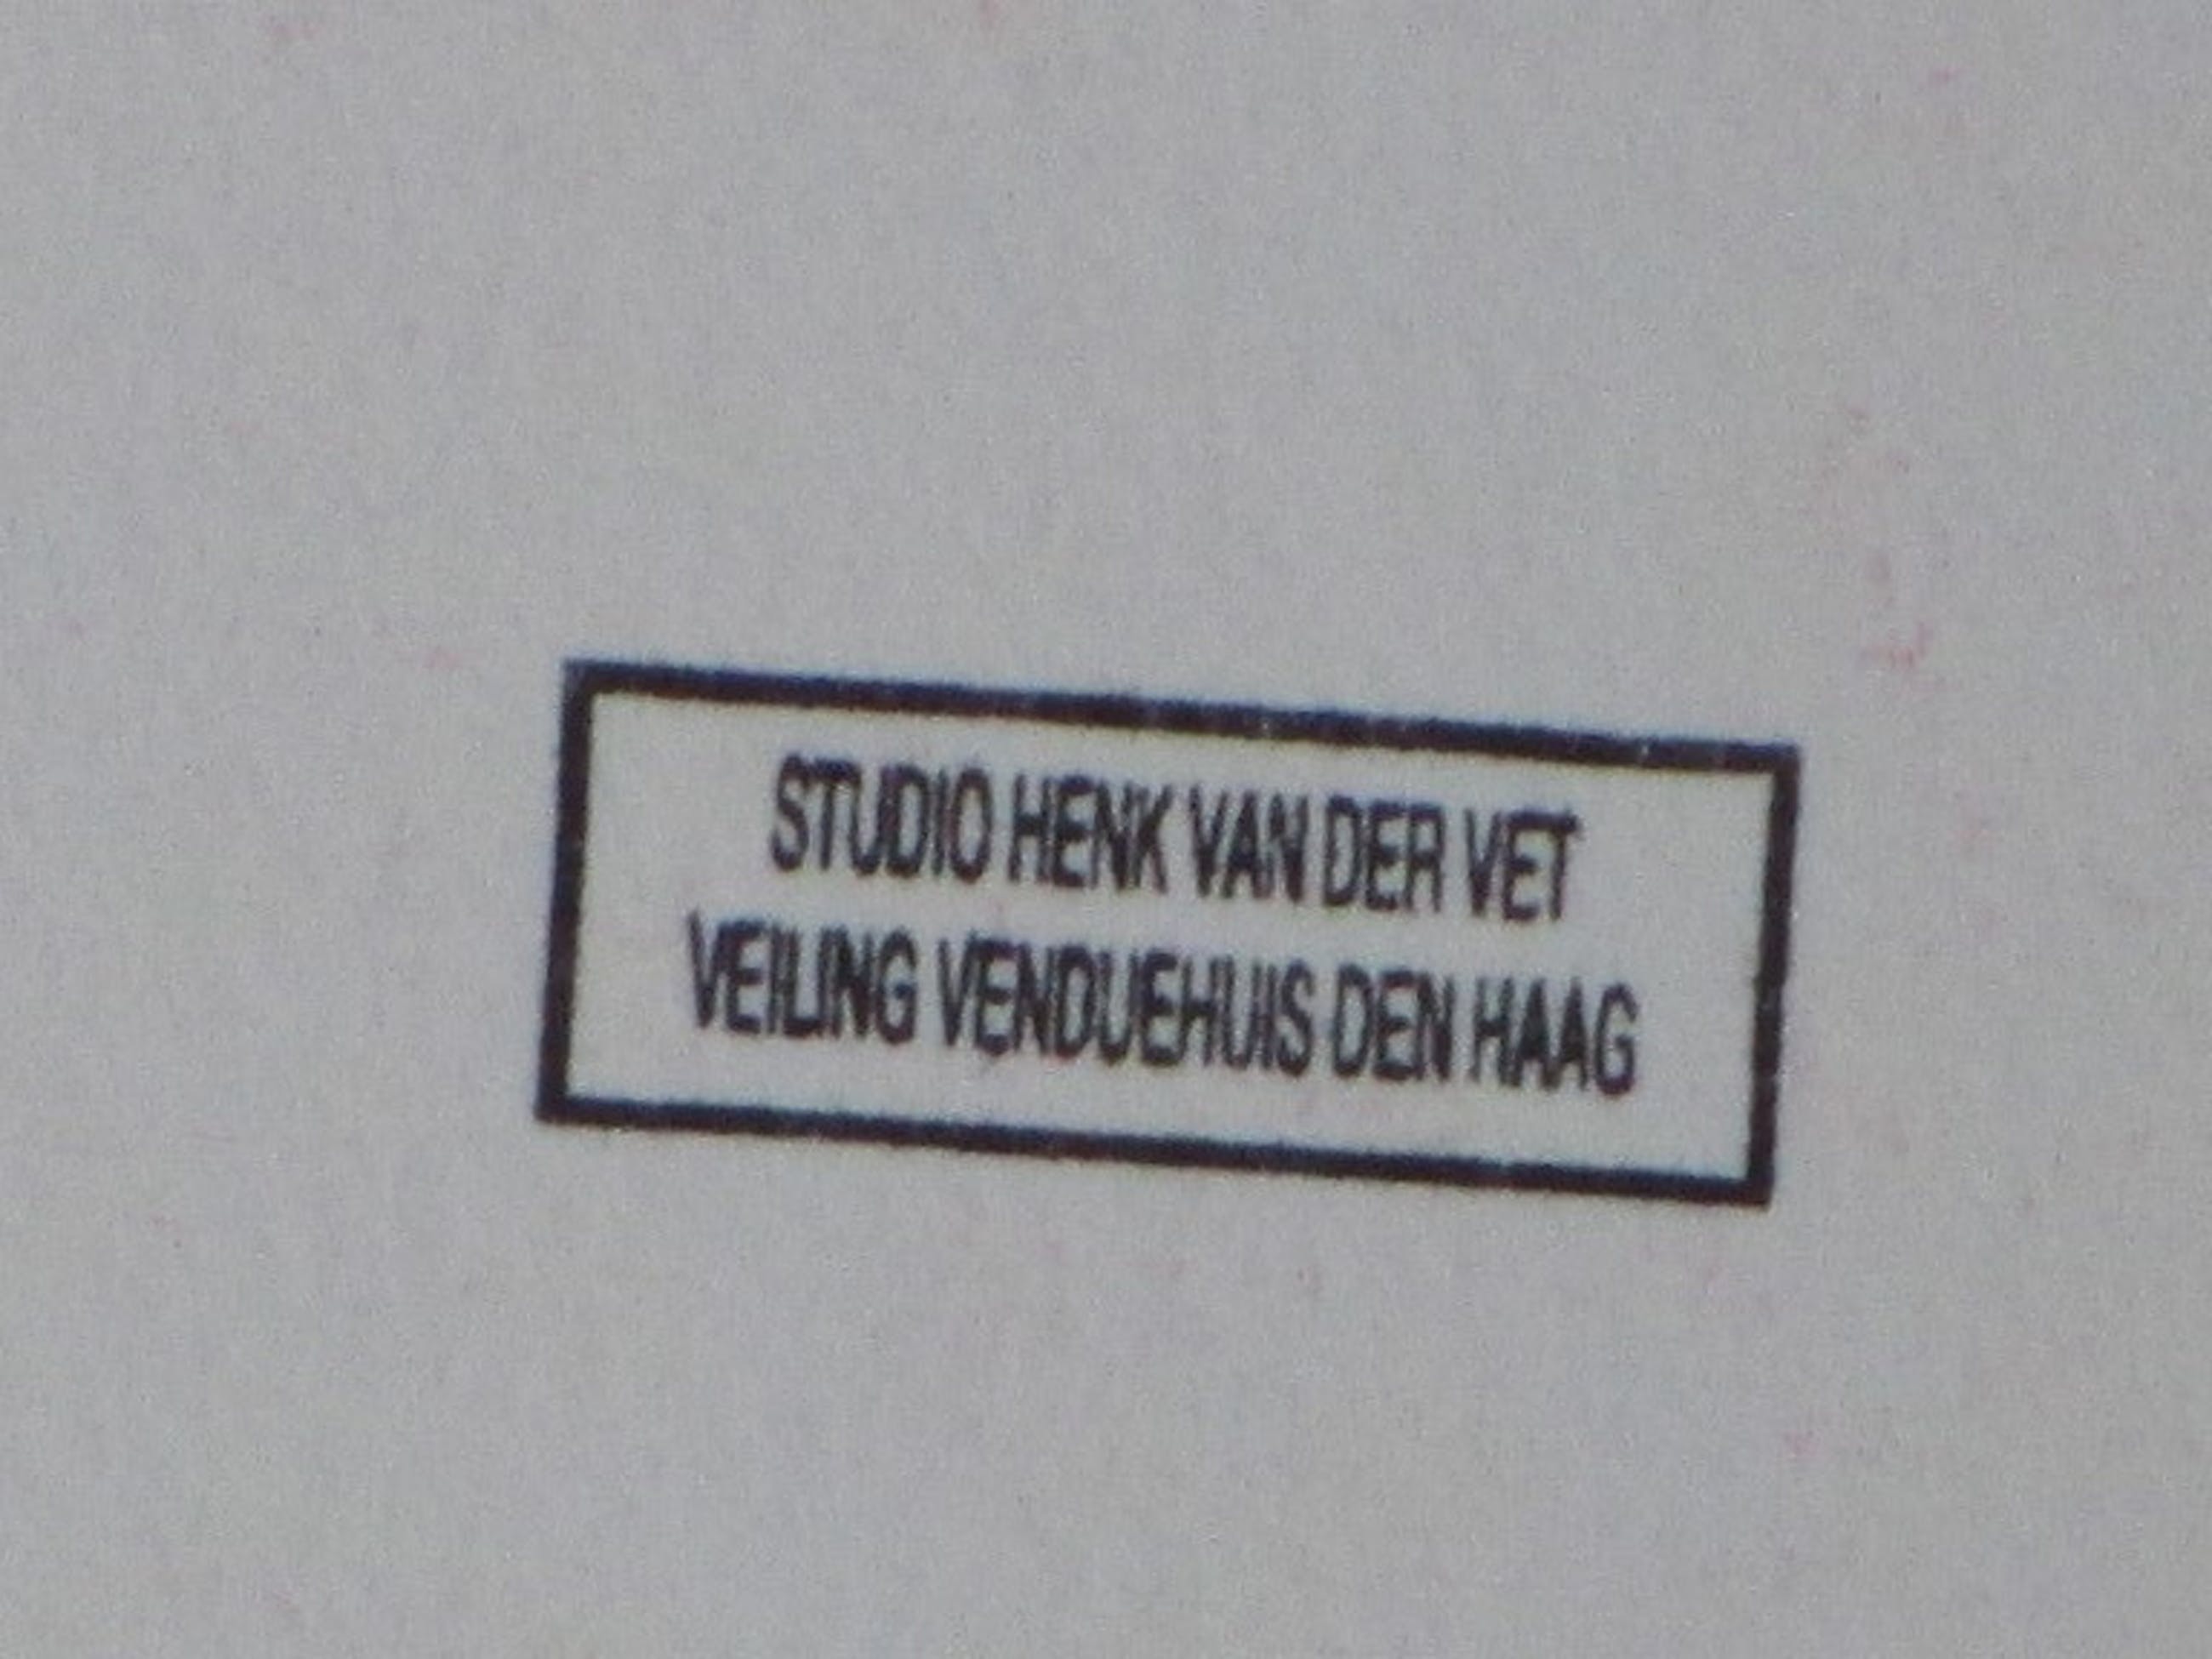 STUDIO HENK VAN DER VET
VEILING VENDUEHUIS DEN HAAG